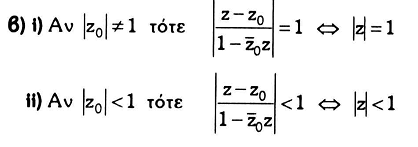 β) i) Αν |z₀| ≠ 1 τότε |(z − z₀)/(1 − z̄₀z)| = 1 ⇔ |z| = 1
ii) Αν |z₀| < 1 τότε |(z − z₀)/(1 − z̄₀z)| < 1 ⇔ |z| < 1